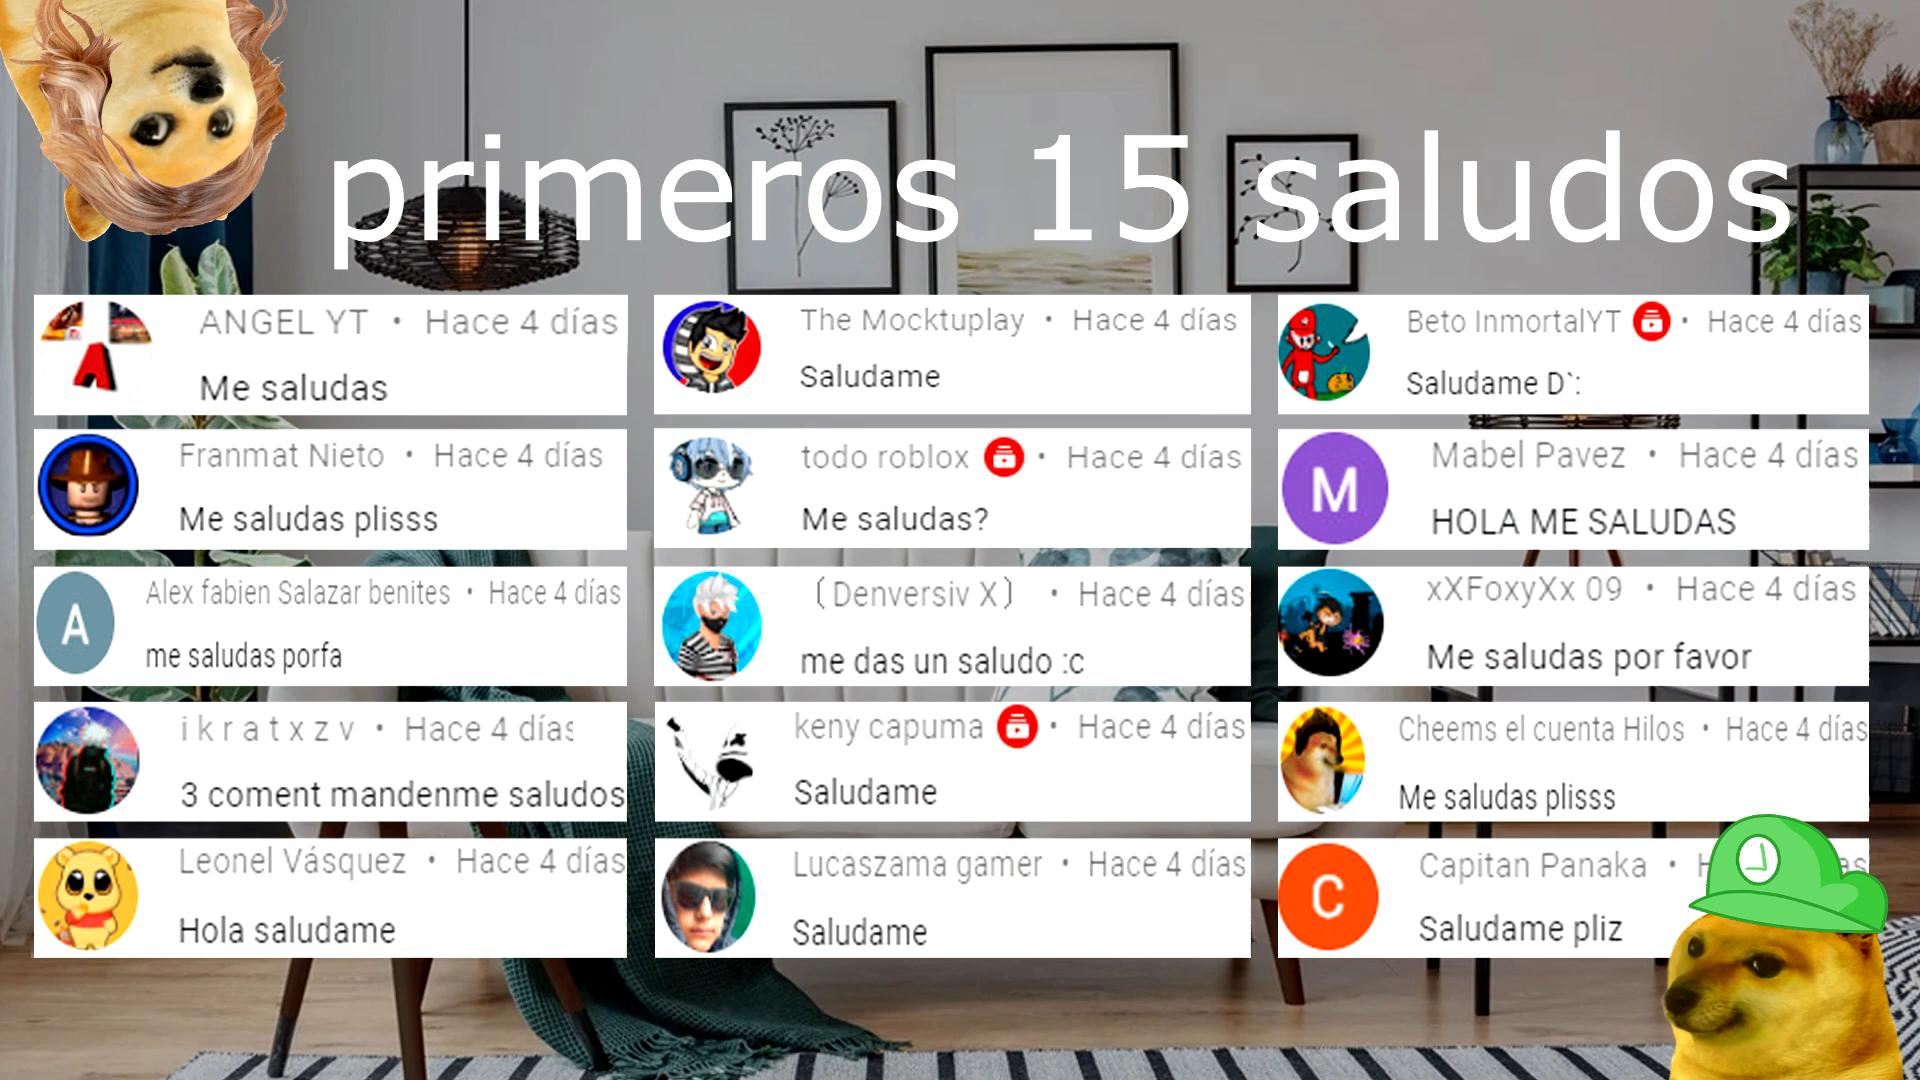 primeros 15 saludos
ANGEL YT • Hace 4 días
Me saludas
The Mocktuplay • Hace 4 días
Saludame
Beto InmortalYT • Hace 4 días
Saludame D`:
Franmat Nieto • Hace 4 días
Me saludas plisss
todo roblox • Hace 4 días
Me saludas?
M
Mabel Pavez • Hace 4 días
HOLA ME SALUDAS
A
Alex fabien Salazar benites • Hace 4 días
me saludas porfa
〔Denversiv X〕 • Hace 4 días
me das un saludo :c
xXFoxyXx 09 • Hace 4 días
Me saludas por favor
i k r a t x z v • Hace 4 días
3 coment mandenme saludos
keny capuma • Hace 4 días
Saludame
Cheems el cuenta Hilos • Hace 4 días
Me saludas plisss
Leonel Vásquez • Hace 4 días
Hola saludame
Lucaszama gamer • Hace 4 días
Saludame
C
Capitan Panaka •
Saludame pliz